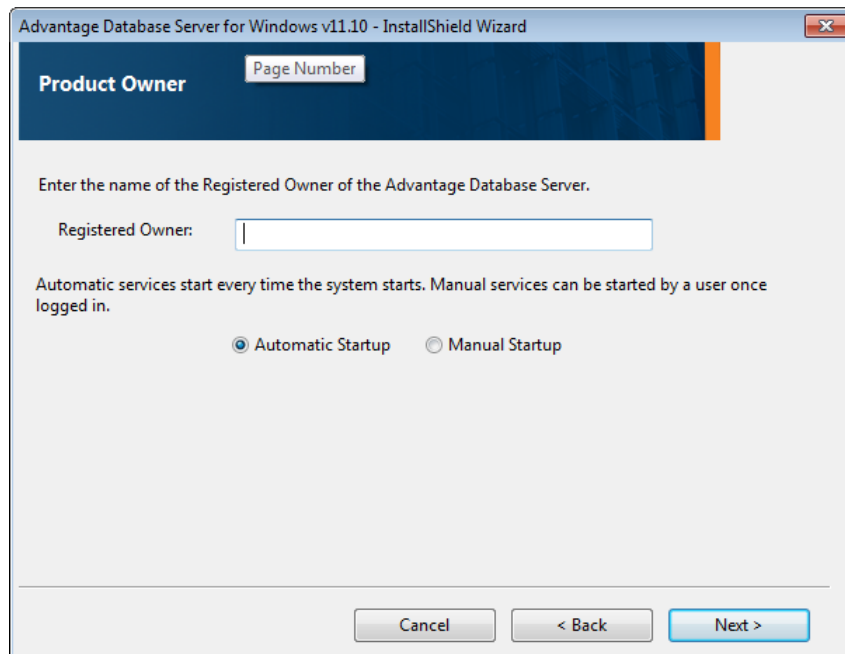 Advantage Database Server for Windows v11.10 - InstallShield Wizard
Product Owner
Page Number
Enter the name of the Registered Owner of the Advantage Database Server.
Registered Owner:
Automatic services start every time the system starts. Manual services can be started by a user once
logged in.
Automatic Startup Manual Startup
Cancel < Back Next >